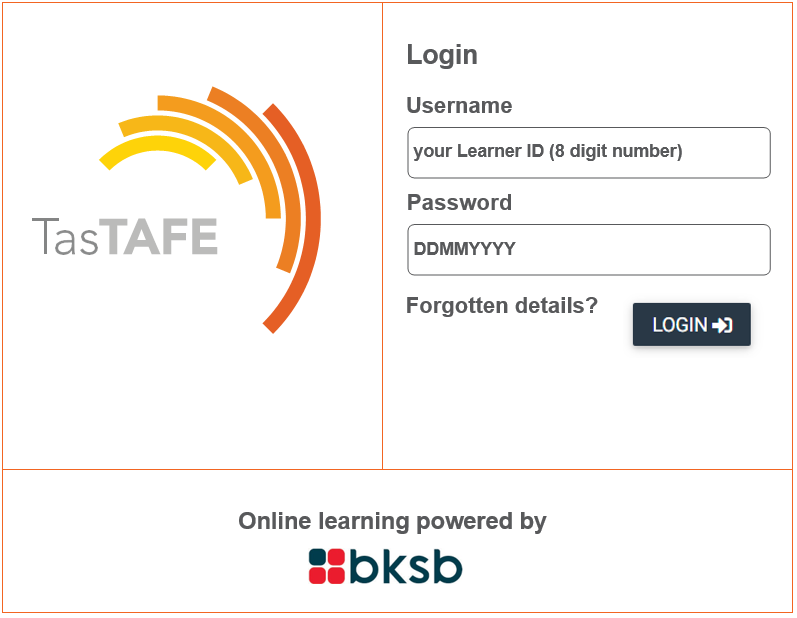 TasTAFE
Login
Username
your Learner ID (8 digit number)
Password
DDMMYYYY
Forgotten details?
LOGIN
Online learning powered by
bksb